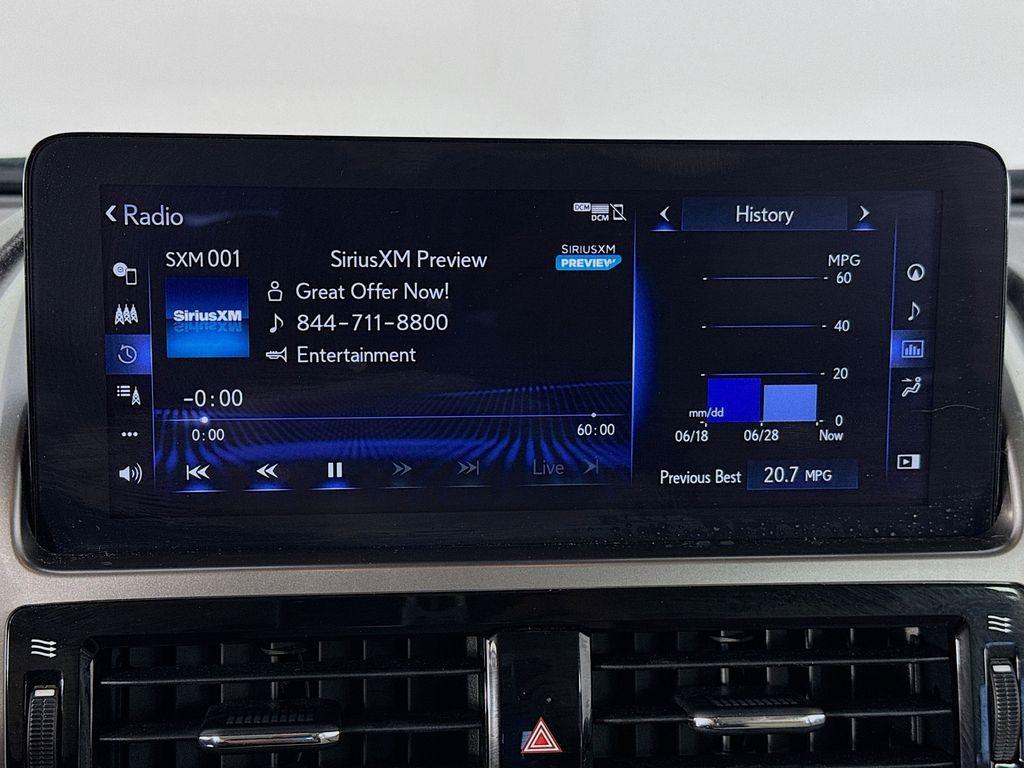 Radio
DCM
DCM
SXM 001
SiriusXM Preview
SIRIUSXM
PREVIEW
SiriusXM
Great Offer Now!
844-711-8800
Entertainment
-0:00
0:00
60:00
Live
History
MPG
60
40
20
0
mm/dd
06/18
06/28
Now
Previous Best
20.7 MPG